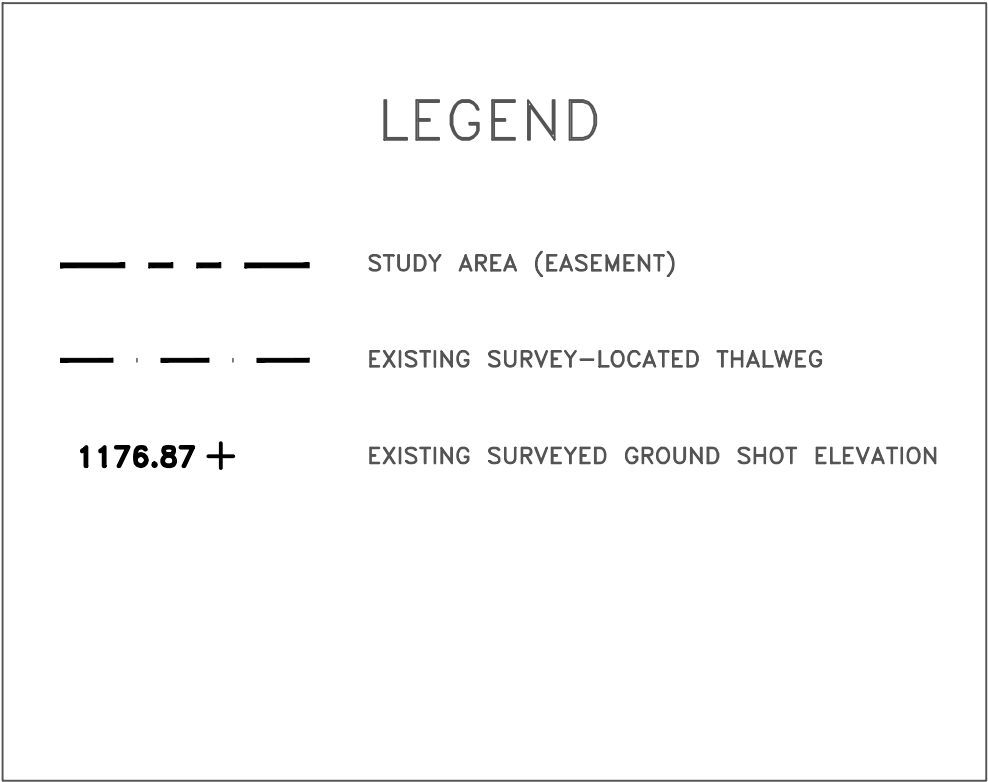 LEGEND
STUDY AREA (EASEMENT)
EXISTING SURVEY-LOCATED THALWEG
1176.87 + EXISTING SURVEYED GROUND SHOT ELEVATION